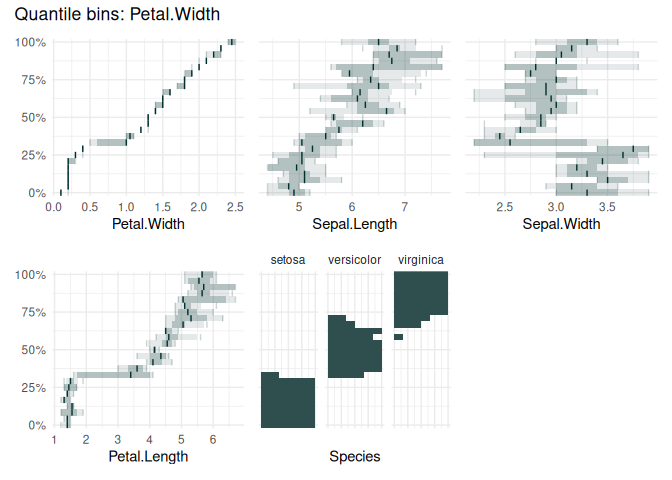 Quantile bins: Petal.Width
100%
75%
50%
25%
0%
0.0 0.5 1.0 1.5 2.0 2.5
Petal.Width
5 6 7
Sepal.Length
2.5 3.0 3.5
Sepal.Width
setosa versicolor virginica
100%
75%
50%
25%
0%
1 2 3 4 5 6
Petal.Length
Species